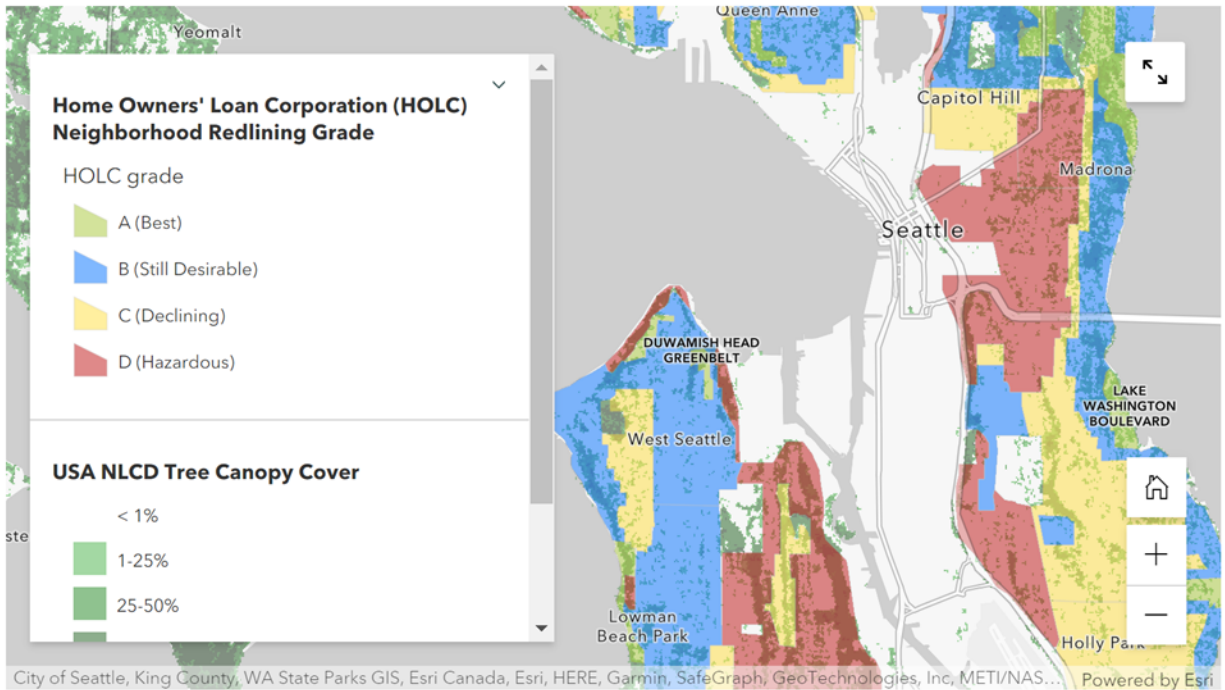 Queen Anne
Yeomalt
Home Owners' Loan Corporation (HOLC)
Neighborhood Redlining Grade
HOLC grade
A (Best)
B (Still Desirable)
C (Declining)
D (Hazardous)
USA NLCD Tree Canopy Cover
< 1%
1-25%
25-50%
Capitol Hill
Madrona
Seattle
DUWAMISH HEAD
GREENBELT
LAKE
WASHINGTON
BOULEVARD
West Seattle
ste
Lowman
Beach Park
Holly Park
City of Seattle, King County, WA State Parks GIS, Esri Canada, Esri, HERE, Garmin, SafeGraph, GeoTechnologies, Inc, METI/NAS...
Powered by Esri